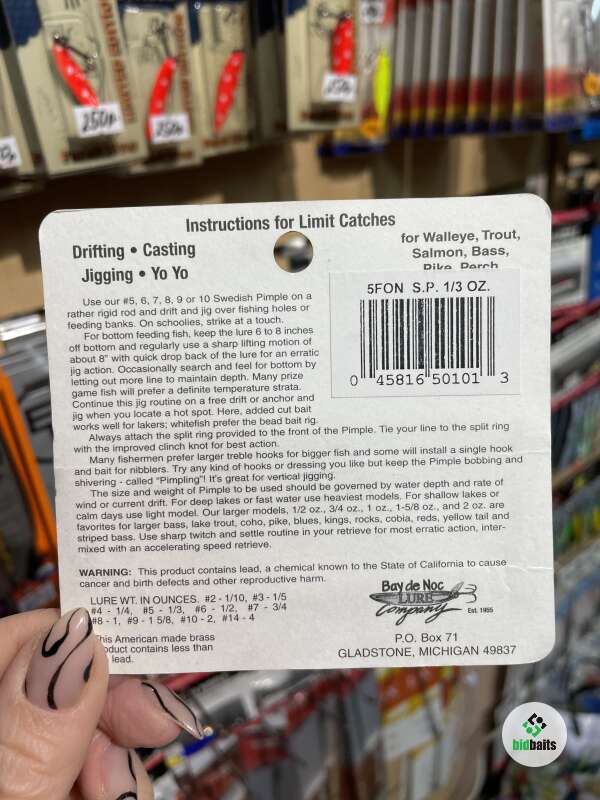 250.-
250.-
250.-
Instructions for Limit Catches
Drifting • Casting
Jigging • Yo Yo
for Walleye, Trout,
Salmon, Bass,
Pike, Perch
5FON S.P. 1/3 OZ.
0 45816 50101 3
Use our #5, 6, 7, 8, 9 or 10 Swedish Pimple on a
rather rigid rod and drift and jig over fishing holes or
feeding banks. On schoolies, strike at a touch.
For bottom feeding fish, keep the lure 6 to 8 inches
off bottom and regularly use a sharp lifting motion of
about 8" with quick drop back of the lure for an erratic
jig action. Occasionally search and feel for bottom by
letting out more line to maintain depth. Many prize
game fish will prefer a definite temperature strata.
Continue this jig routine on a free drift or anchor and
jig when you locate a hot spot. Here, added cut bait
works well for lakers; whitefish prefer the bead bait rig.
Always attach the split ring provided to the front of the Pimple. Tie your line to the split ring
with the improved clinch knot for best action.
Many fishermen prefer larger treble hooks for bigger fish and some will install a single hook
and bait for nibblers. Try any kind of hooks or dressing you like but keep the Pimple bobbing and
shivering - called "Pimpling"! It's great for vertical jigging.
The size and weight of Pimple to be used should be governed by water depth and rate of
wind or current drift. For deep lakes or fast water use heaviest models. For shallow lakes or
calm days use light model. Our larger models, 1/2 oz., 3/4 oz., 1 oz., 1-5/8 oz., and 2 oz. are
favorites for larger bass, lake trout, coho, pike, blues, kings, rocks, cobia, reds, yellow tail and
striped bass. Use sharp twitch and settle routine in your retrieve for most erratic action, inter-
mixed with an accelerating speed retrieve.
WARNING: This product contains lead, a chemical known to the State of California to cause
cancer and birth defects and other reproductive harm.
LURE WT. IN OUNCES. #2 - 1/10, #3 - 1/5
#4 - 1/4, #5 - 1/3, #6 - 1/2, #7 - 3/4
#8 - 1, #9 - 1 5/8, #10 - 2, #14 - 4
This American made brass
product contains less than
lead.
Bay de Noc
LURE
Company
Est. 1955
P.O. Box 71
GLADSTONE, MICHIGAN 49837
bidbaits